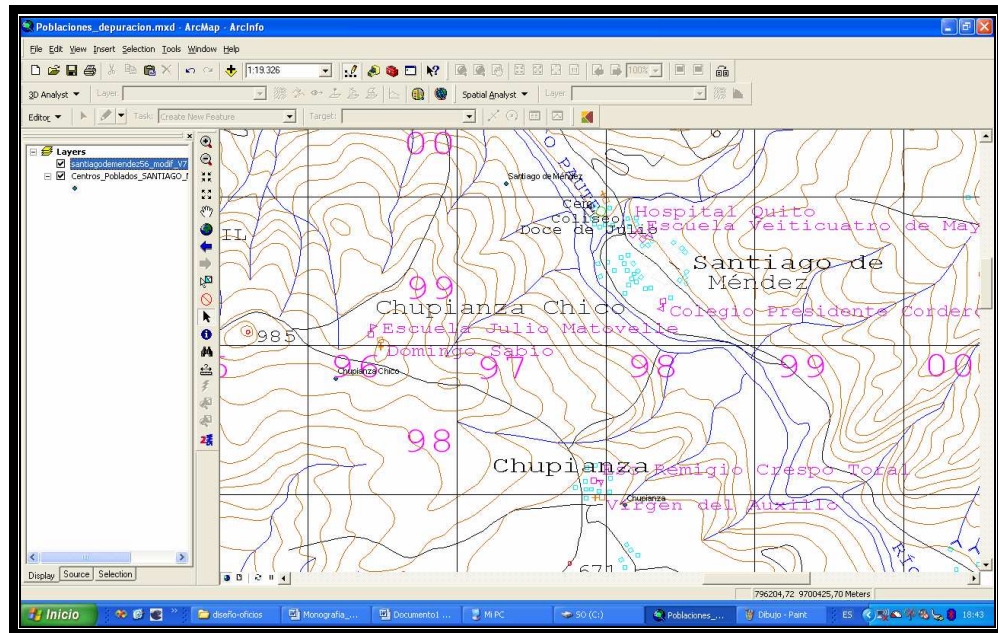 Poblaciones_depuracion.mxd - ArcMap - ArcInfo
File Edit View Insert Selection Tools Window Help
1:19.326
100%
3D Analyst Layer: Spatial Analyst Layer:
Editor Task: Create New Feature Target:
Layers
santiagodemendez56_modif_V7
Centros_Poblados_SANTIAGO_
00
PAUTE
Santiago de Méndez
Coliseo
Doce de Julio
Hospital Quito
Escuela Veiticuatro de May
Santiago de
Méndez
99
Chupianza Chico
Colegio Presidente Corder
Escuela Julio Matovelle
985
Domingo Sabio
96 97 98 99 00
Chupianza Chico
98
Chupianza
Remigio Crespo Toral
Chupianza
Virgen del Auxilio
671
Display Source Selection
796204,72 9700425,70 Meters
Inicio diseño-oficios Monografia_... Documento1 ... Mi PC SO (C:) Poblaciones_... Dibujo - Paint ES 18:43